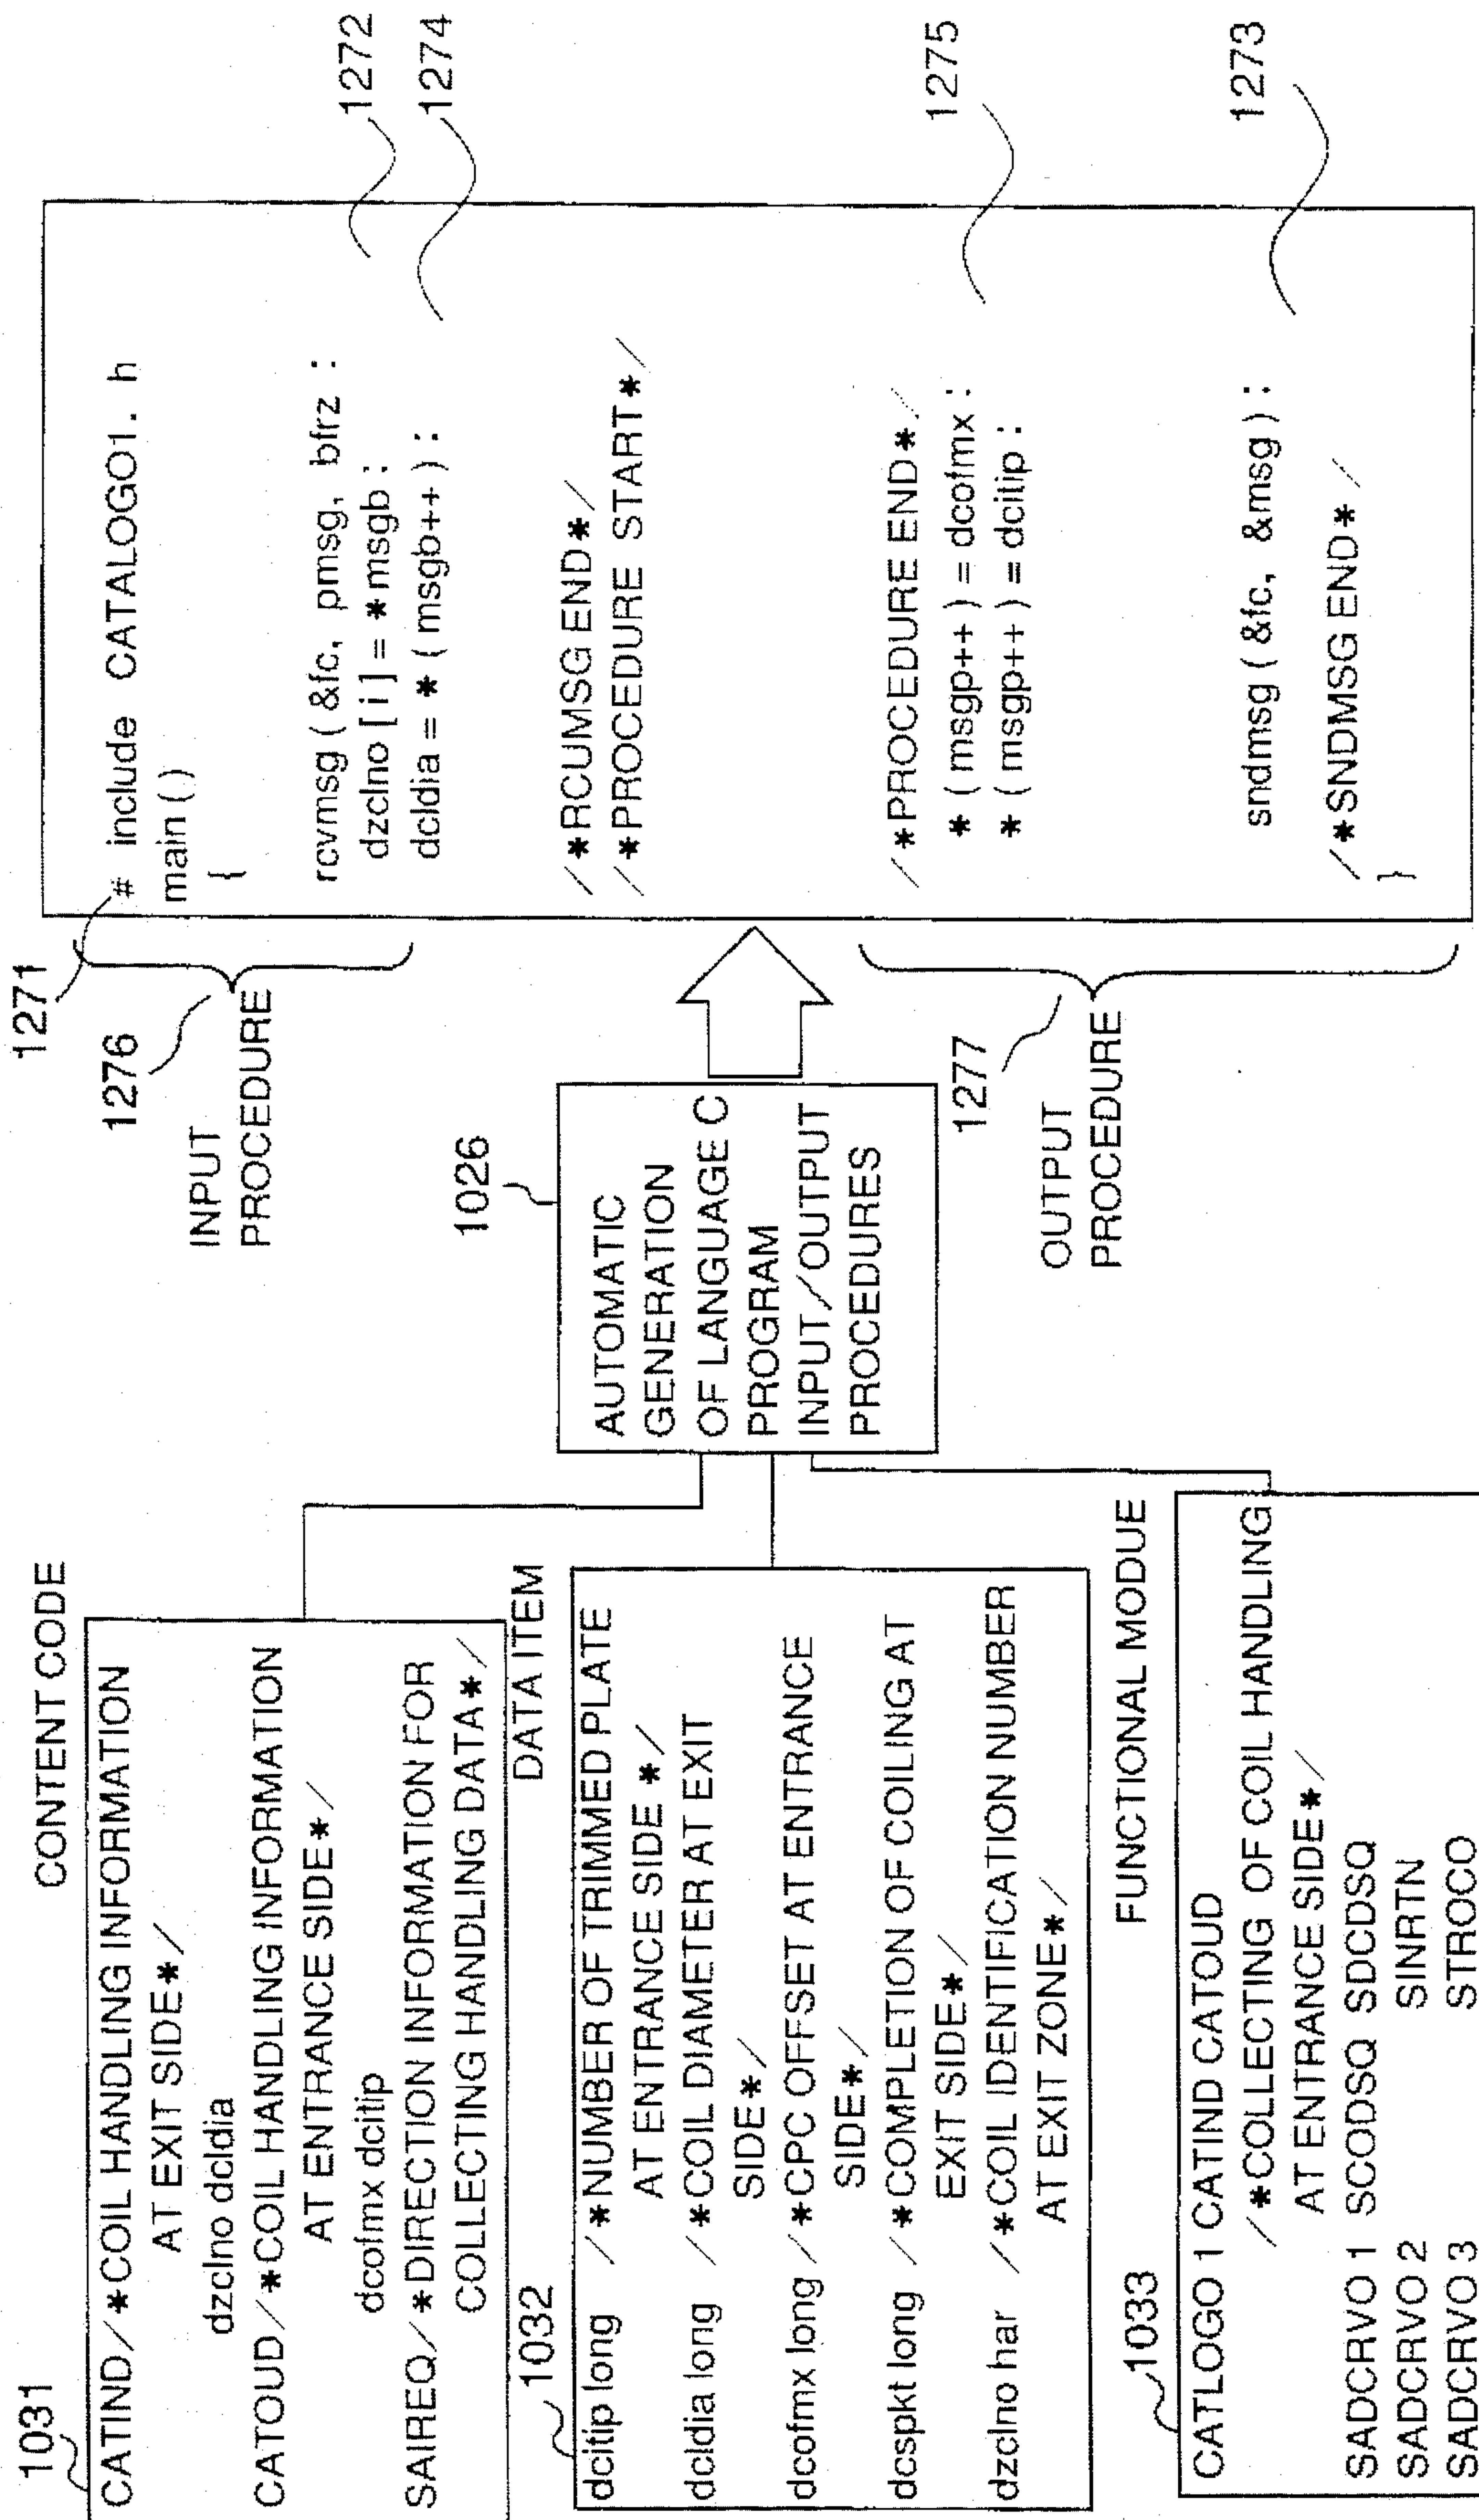 1031
CONTENT CODE
CATIND/*COIL HANDLING INFORMATION
AT EXIT SIDE*/
dzclno dcldia
CATOUD/*COIL HANDLING INFORMATION
AT ENTRANCE SIDE*/
dcofmx dcitip
SAIREQ/*DIRECTION INFORMATION FOR
COLLECTING HANDLING DATA*/
1032
DATA ITEM
dcitip long /*NUMBER OF TRIMMED PLATE
AT ENTRANCE SIDE */
dcldia long /*COIL DIAMETER AT EXIT
SIDE*/
dcofmx long /*CPC OFFSET AT ENTRANCE
SIDE*/
dcspkt long /*COMPLETION OF COILING AT
EXIT SIDE*/
dzclno har /*COIL IDENTIFICATION NUMBER
AT EXIT ZONE*/
1033
FUNCTIONAL MODUE
CATLOGO 1 CATIND CATOUD
/*COLLECTING OF COIL HANDLING
AT ENTRANCE SIDE*/
SADCRVO 1 SCODSQ SDCDSQ
SADCRVO 2 SINRTN
SADCRVO 3 STROCO
1026
AUTOMATIC
GENERATION
OF LANGUAGE C
PROGRAM
INPUT/OUTPUT
PROCEDURES
1271
1276
INPUT
PROCEDURE
1277
OUTPUT
PROCEDURE
# include CATALOGO1. h
main ()
{
rcvmsg ( &fc, pmsg, bfrz :
dzclno [ i ] = *msgb :
dcldia = * ( msgb++ ) :
/*RCUMSG END*/
/*PROCEDURE START*/
/*PROCEDURE END*/
* ( msgp++ ) = dcofmx :
* ( msgp++ ) = dcitip :
sndmsg ( &fc, &msg ) :
/*SNDMSG END*/
}
1272
1274
1275
1273